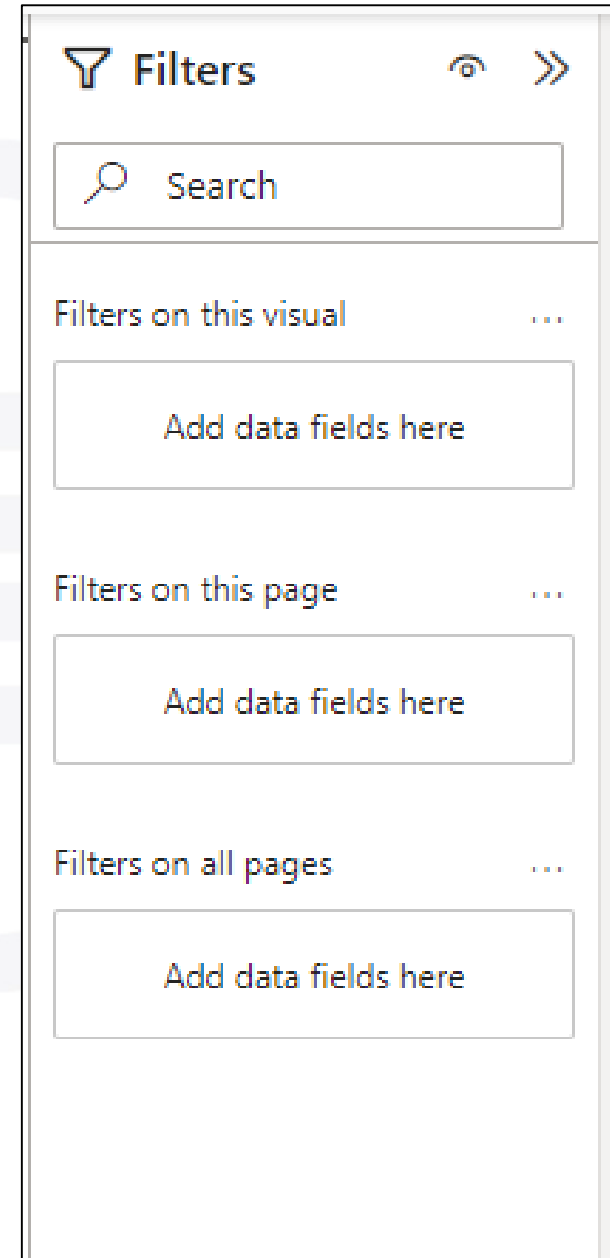 Filters
Search
Filters on this visual ...
Add data fields here
Filters on this page ...
Add data fields here
Filters on all pages ...
Add data fields here